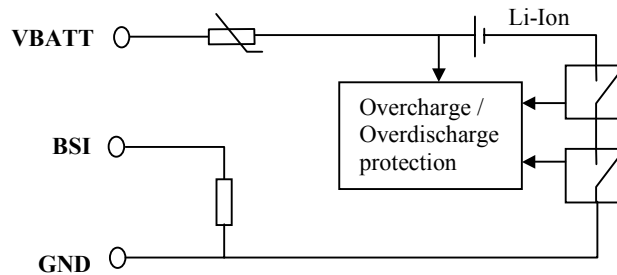 Li-Ion
VBATT
Overcharge /
Overdischarge
protection
BSI
GND